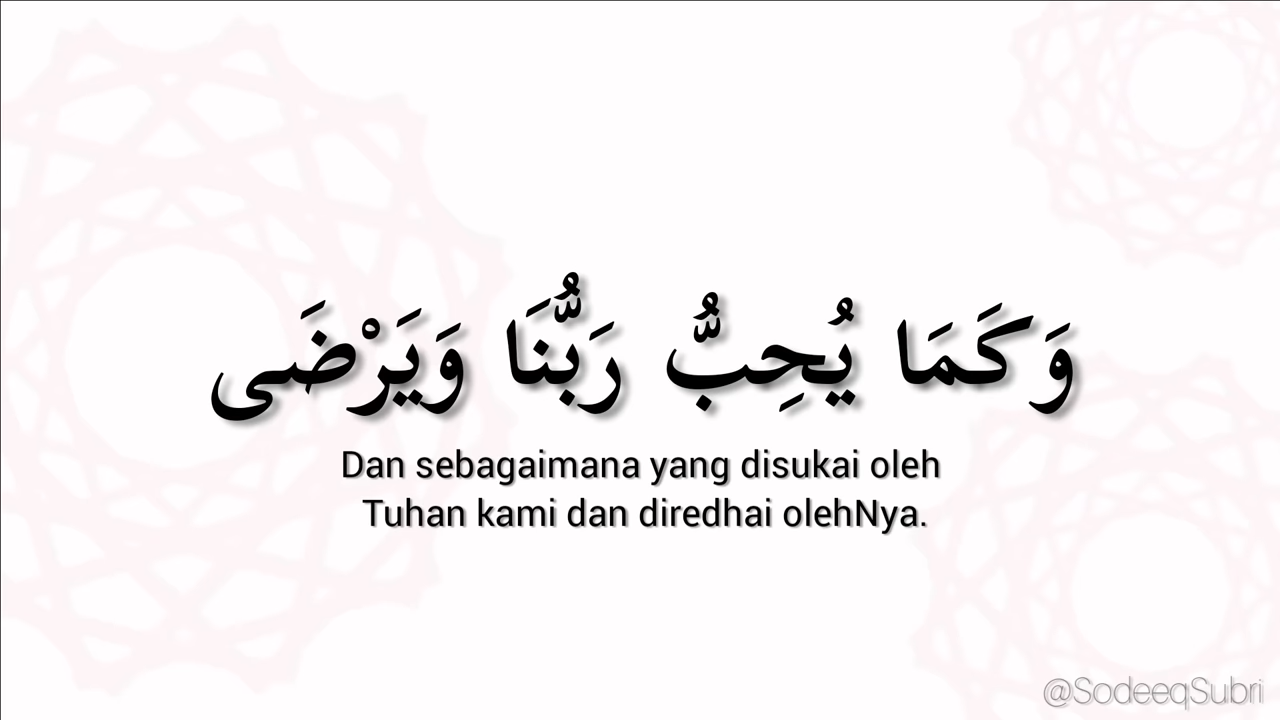 وَكَمَا يُحِبُّ رَبُّنَا وَيَرْضَى
Dan sebagaimana yang disukai oleh
Tuhan kami dan diredhai olehNya.
@SodeeqSubri